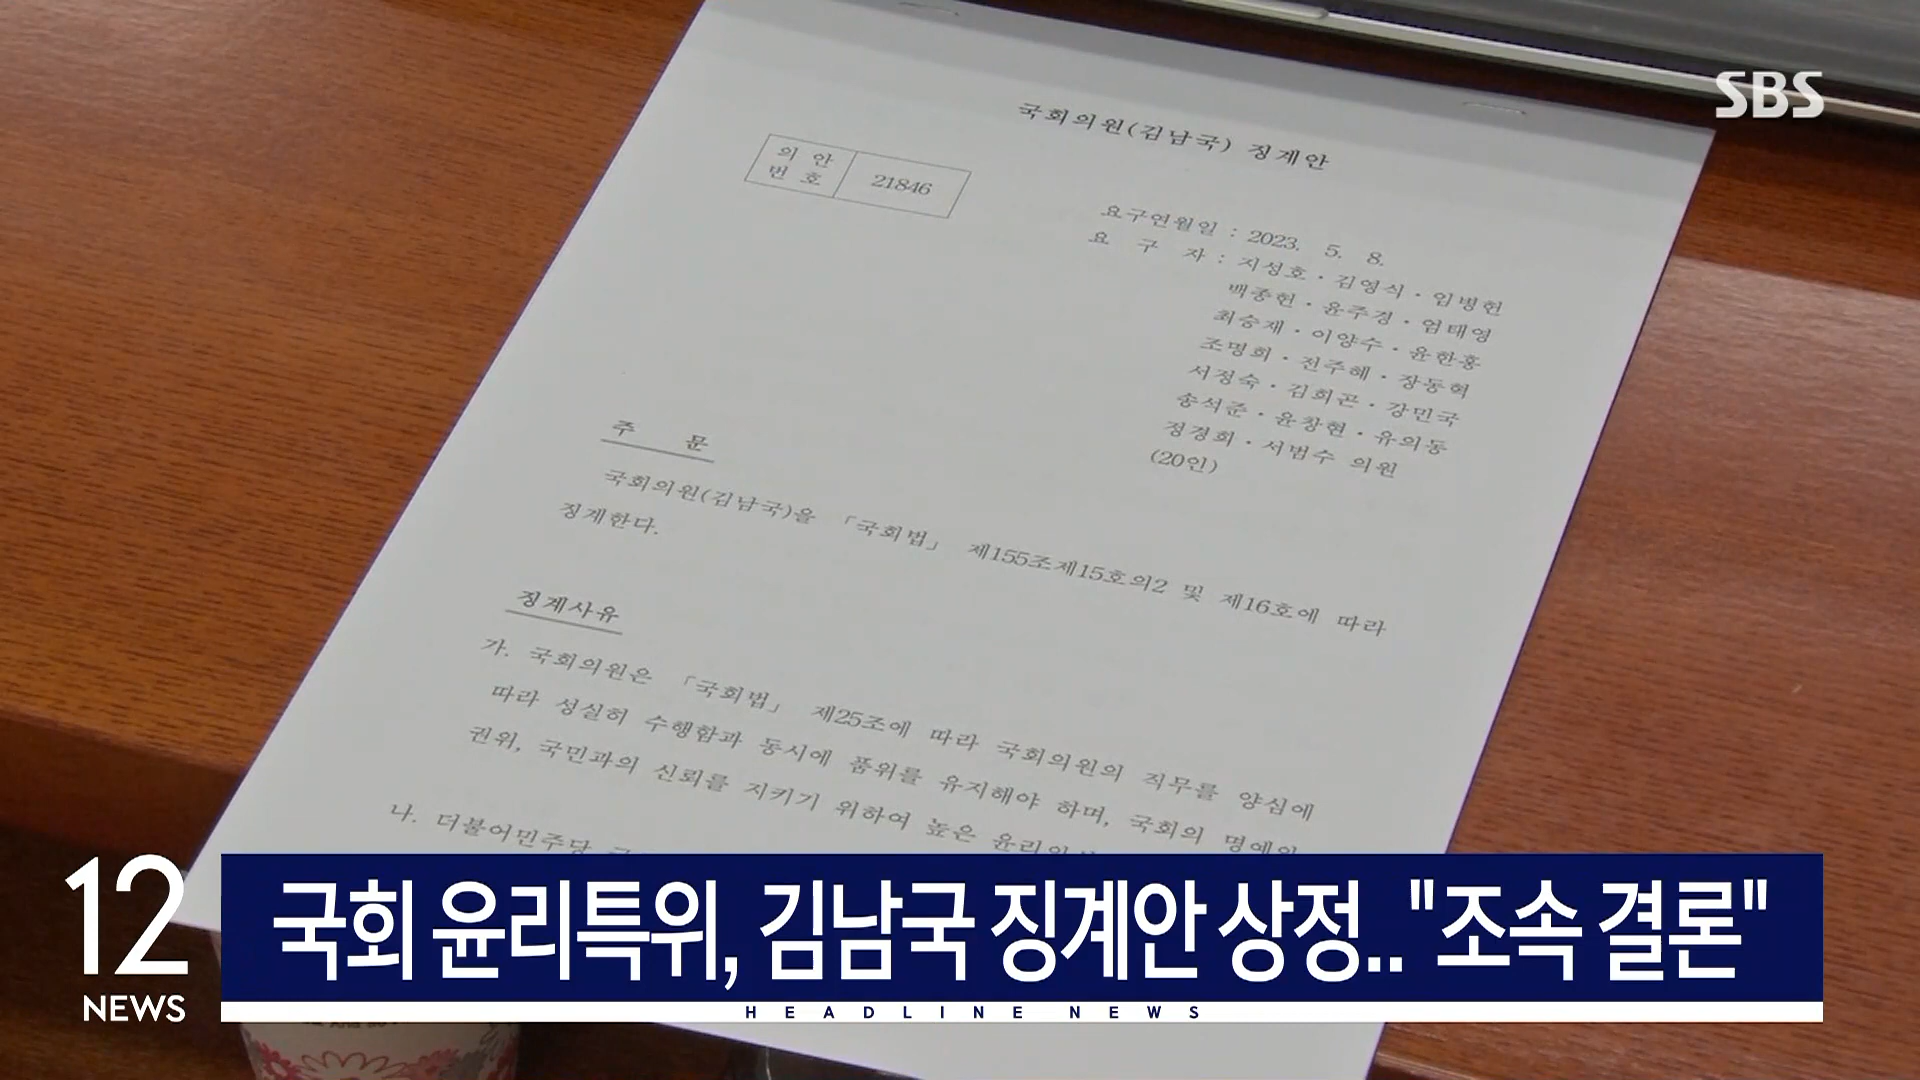 SBS
국회의원(김남국) 징계안
의 안
번 호
21846
요구연월일 : 2023. 5. 8.
요 구 자 : 지성호·김영식·임병헌
백종헌·윤주경·엄태영
최승재·이양수·윤한홍
조명희·전주혜·장동혁
서정숙·김희곤·강민국
송석준·윤창현·유의동
정경희·서범수 의원
(20인)
주 문
국회의원(김남국)을 「국회법」 제155조제15호의2 및 제16호에 따라
징계한다.
징계사유
가. 국회의원은 「국회법」 제25조에 따라 국회의원의 직무를 양심에
따라 성실히 수행함과 동시에 품위를 유지해야 하며, 국회의 명예와
권위, 국민과의 신뢰를 지키기 위하여 높은
나. 더불어민주당
12
NEWS
국회 윤리특위, 김남국 징계안 상정.. "조속 결론"
HEADLINE NEWS